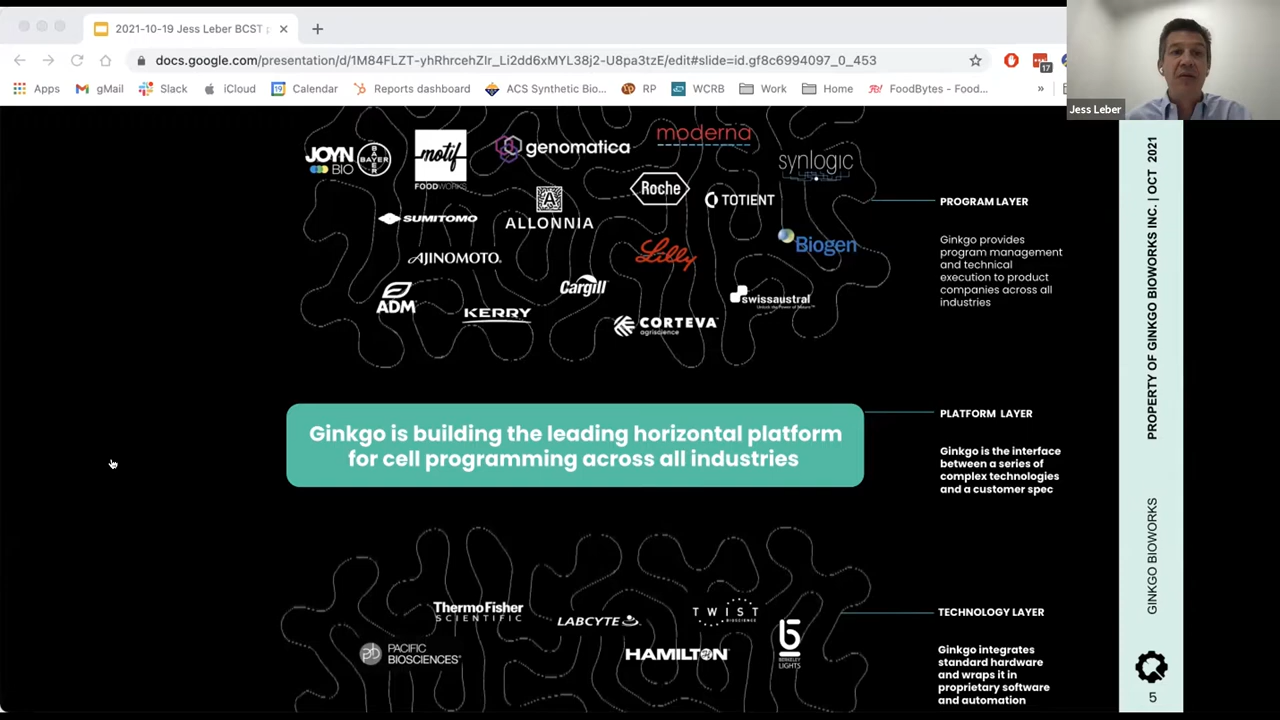 2021-10-19 Jess Leber BCST p
docs.google.com/presentation/d/1M84FLZT-yhRhrcehZIr_Li2dd6xMYL38j2-U8pa3tzE/edit#slide=id.gf8c6994097_0_453
17
Apps
gMail
Slack
iCloud
19
Calendar
Reports dashboard
ACS Synthetic Bio...
RP
WCRB
Work
Home
FoodBytes - Food...
»
Jess Leber
JOYN
BIO
BAYER
BAYER
motif
FOODWORKS
genomatica
moderna
synlogic
Roche
TOTIENT
SUMITOMO
A
ALLONNIA
Biogen
AJINOMOTO.
Lilly
ADM
Cargill
swissaustral
KERRY
CORTEVA
agriscience
PROGRAM LAYER
Ginkgo provides
program management
and technical
execution to product
companies across all
industries
Ginkgo is building the leading horizontal platform
for cell programming across all industries
PLATFORM LAYER
Ginkgo is the interface
between a series of
complex technologies
and a customer spec
ThermoFisher
SCIENTIFIC
LABCYTE
TWIST
BIOSCIENCE
pb
PACIFIC
BIOSCIENCES
HAMILTON
BERKELEY
LIGHTS
TECHNOLOGY LAYER
Ginkgo integrates
standard hardware
and wraps it in
proprietary software
and automation
PROPERTY OF GINKGO BIOWORKS INC. | OCT 2021
GINKGO BIOWORKS
5